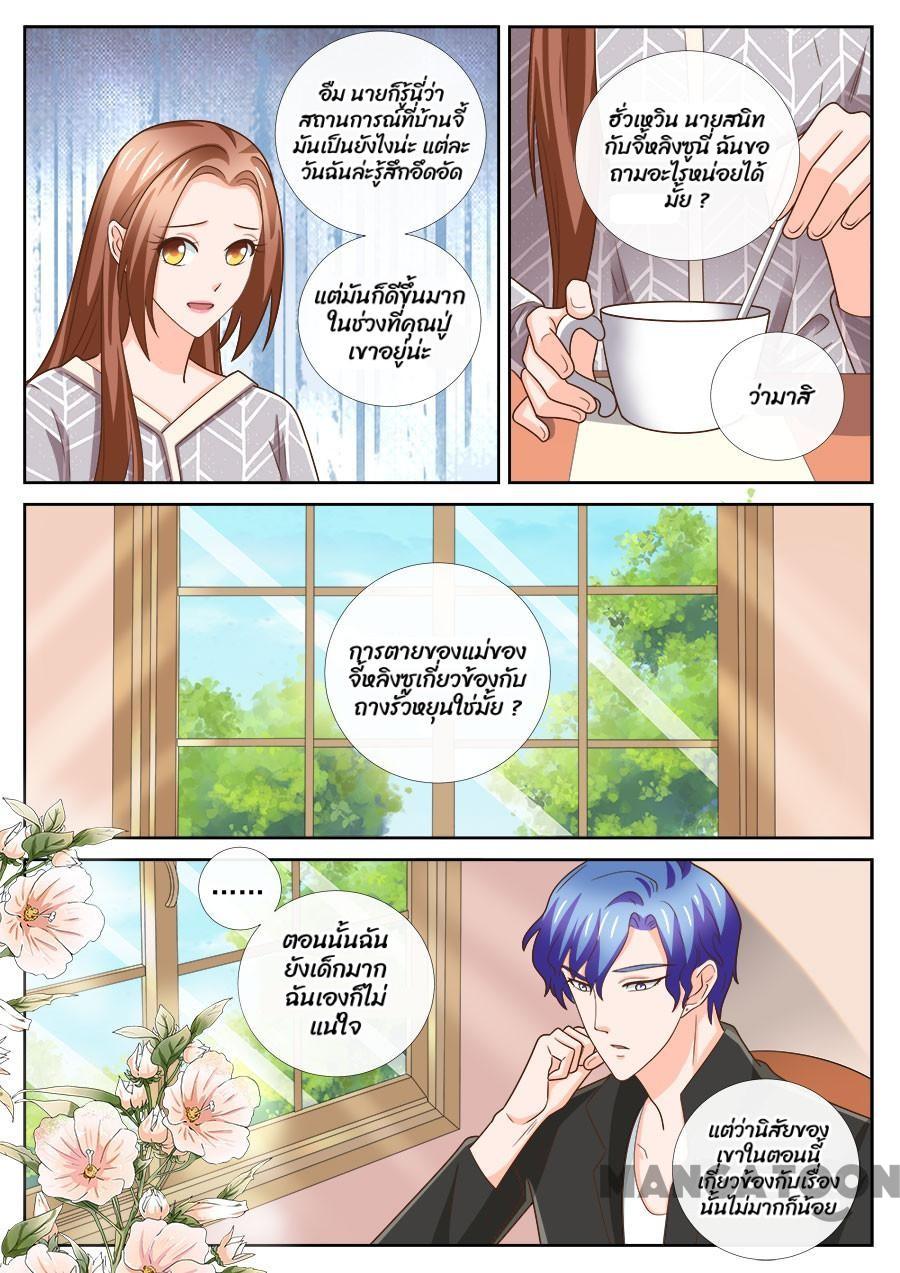 อืม นายก็รู้นี่ว่า
สถานการณ์ที่บ้านจี้
มันเป็นยังไงน่ะ แต่ละ
วันฉันล่ะรู้สึกอึดอัด
แต่มันก็ดีขึ้นมาก
ในช่วงที่คุณปู่
เขาอยู่น่ะ
ฮั่วเหวิน นายสนิท
กับจี้หลิงซูนี่ ฉันขอ
ถามอะไรหน่อยได้
มั้ย ?
ว่ามาสิ
การตายของแม่ของ
จี้หลิงซูเกี่ยวข้องกับ
ถางรั่วหยุนใช่มั้ย ?
......
ตอนนั้นฉัน
ยังเด็กมาก
ฉันเองก็ไม่
แน่ใจ
แต่ว่านิสัยของ
เขาในตอนนี้
เกี่ยวข้องกับเรื่อง
นั้นไม่มากก็น้อย
MANGATOON